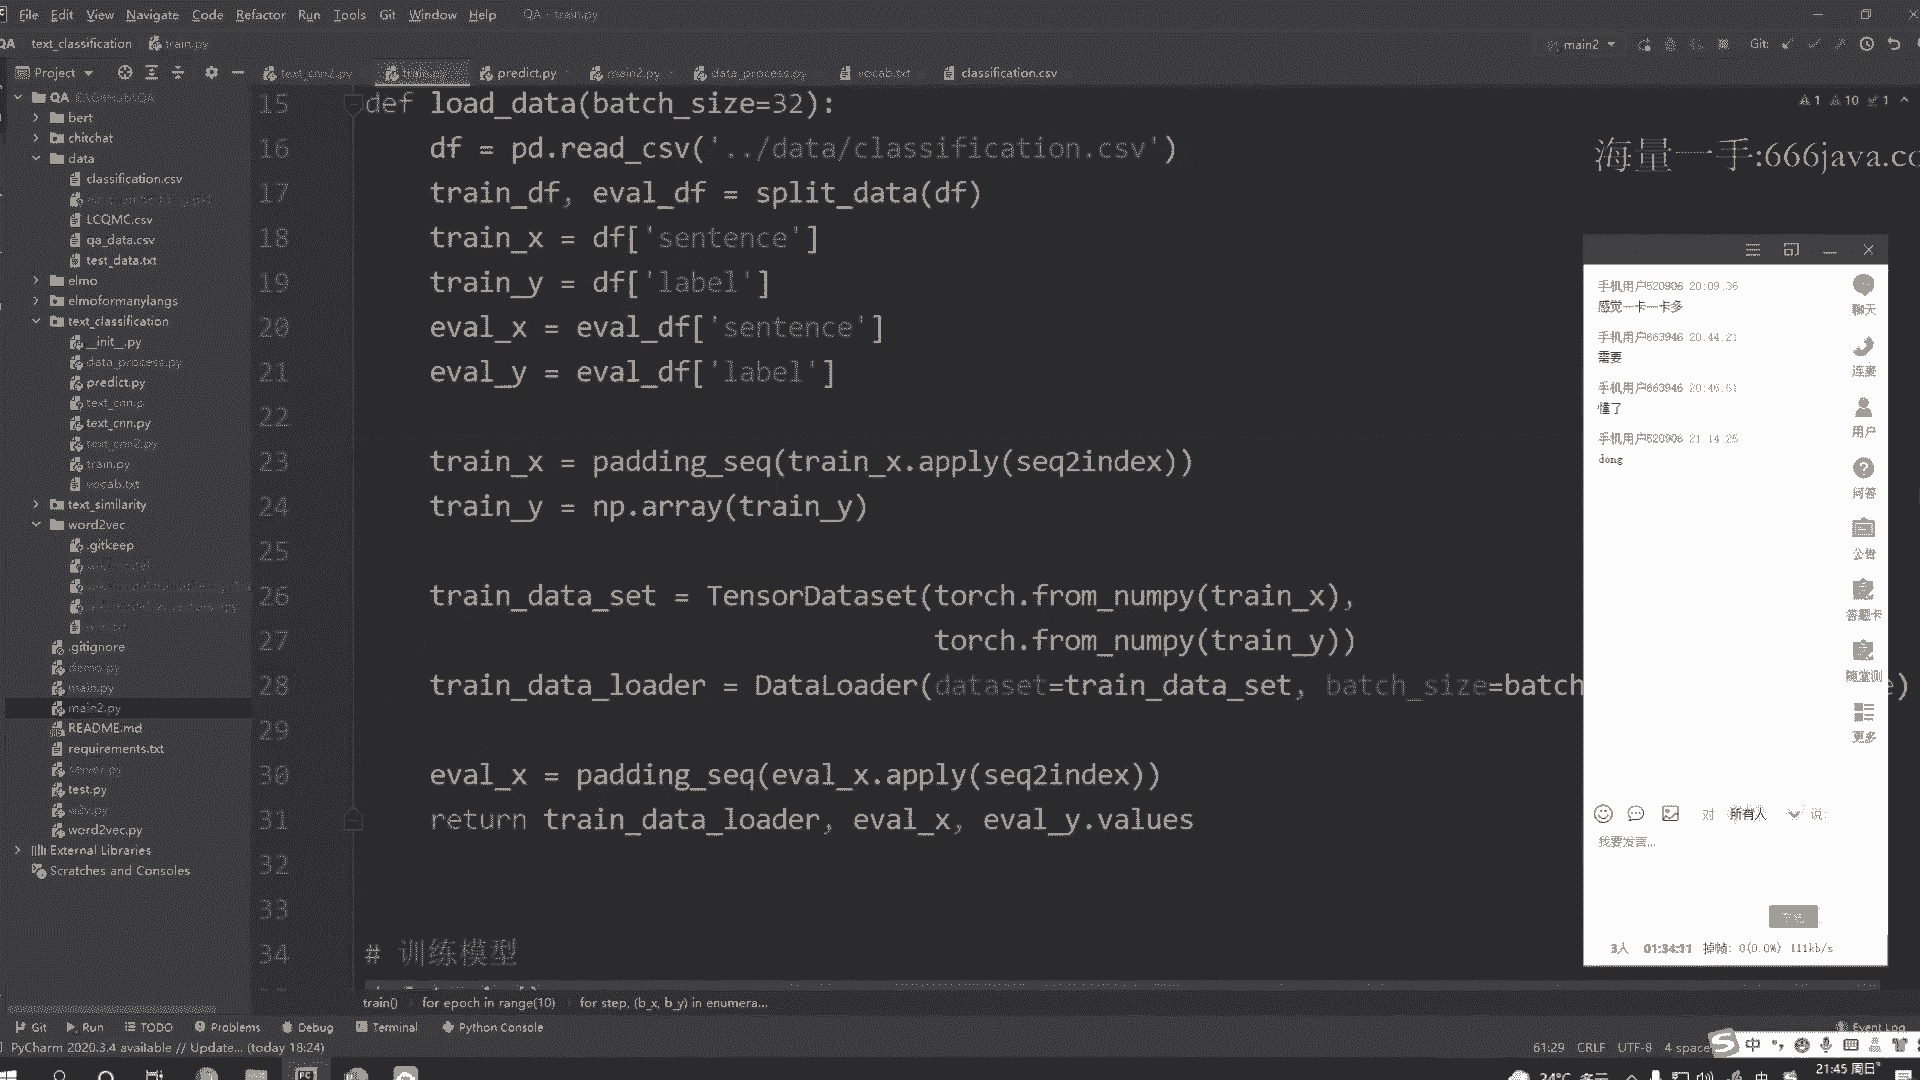 File Edit View Navigate Code Refactor Run Tools Git Window Help QA - train.py
QA text_classification train.py
main2
Git:
Project
text_cnn2.py train.py predict.py main2.py data_process.py vocab.txt classification.csv
QA
bert
chitchat
data
classification.csv
LCQMC.csv
qa_data.csv
test_data.txt
elmo
elmoformanylangs
text_classification
__init__.py
data_process.py
predict.py
text_cnn.p
text_cnn.py
text_cnn2.py
train.py
vocab.txt
text_similarity
word2vec
.gitkeep
.gitignore
demo.py
main.py
main2.py
README.md
requirements.txt
server.py
test.py
word2vec.py
External Libraries
Scratches and Consoles
15 def load_data(batch_size=32):
16 df = pd.read_csv('../data/classification.csv')
17 train_df, eval_df = split_data(df)
18 train_x = df['sentence']
19 train_y = df['label']
20 eval_x = eval_df['sentence']
21 eval_y = eval_df['label']
22
23 train_x = padding_seq(train_x.apply(seq2index))
24 train_y = np.array(train_y)
25
26 train_data_set = TensorDataset(torch.from_numpy(train_x),
27 torch.from_numpy(train_y))
28 train_data_loader = DataLoader(dataset=train_data_set, batch_size=batch
29
30 eval_x = padding_seq(eval_x.apply(seq2index))
31 return train_data_loader, eval_x, eval_y.values
32
33
34 # 训练模型
1 10 1
海量一手:666java.co
手机用户520906 20:09:36
感觉一卡一卡多
手机用户663946 20:44:21
需要
手机用户663946 20:46:51
懂了
手机用户520906 21:14:25
dong
聊天
连麦
用户
问答
公告
答题卡
随堂测
更多
对 所有人 说:
我要发言...
3人 01:34:11 掉帧: 0(0.0%) 111kb/s
train() for epoch in range(10) for step, (b_x, b_y) in enumera...
Git Run TODO Problems Debug Terminal Python Console
Event Log
PyCharm 2020.3.4 available // Update... (today 18:24)
61:29 CRLF UTF-8 4 space
中
24°C 多云
中
21:45 周日